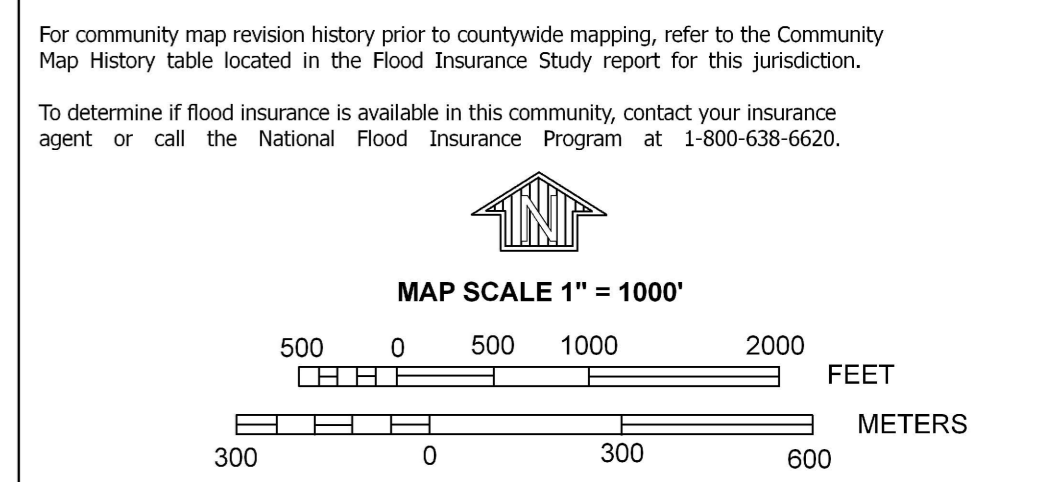 For community map revision history prior to countywide mapping, refer to the Community
Map History table located in the Flood Insurance Study report for this jurisdiction.
To determine if flood insurance is available in this community, contact your insurance
agent or call the National Flood Insurance Program at 1-800-638-6620.
N
MAP SCALE 1" = 1000'
500 0 500 1000 2000
FEET
METERS
300 0 300 600